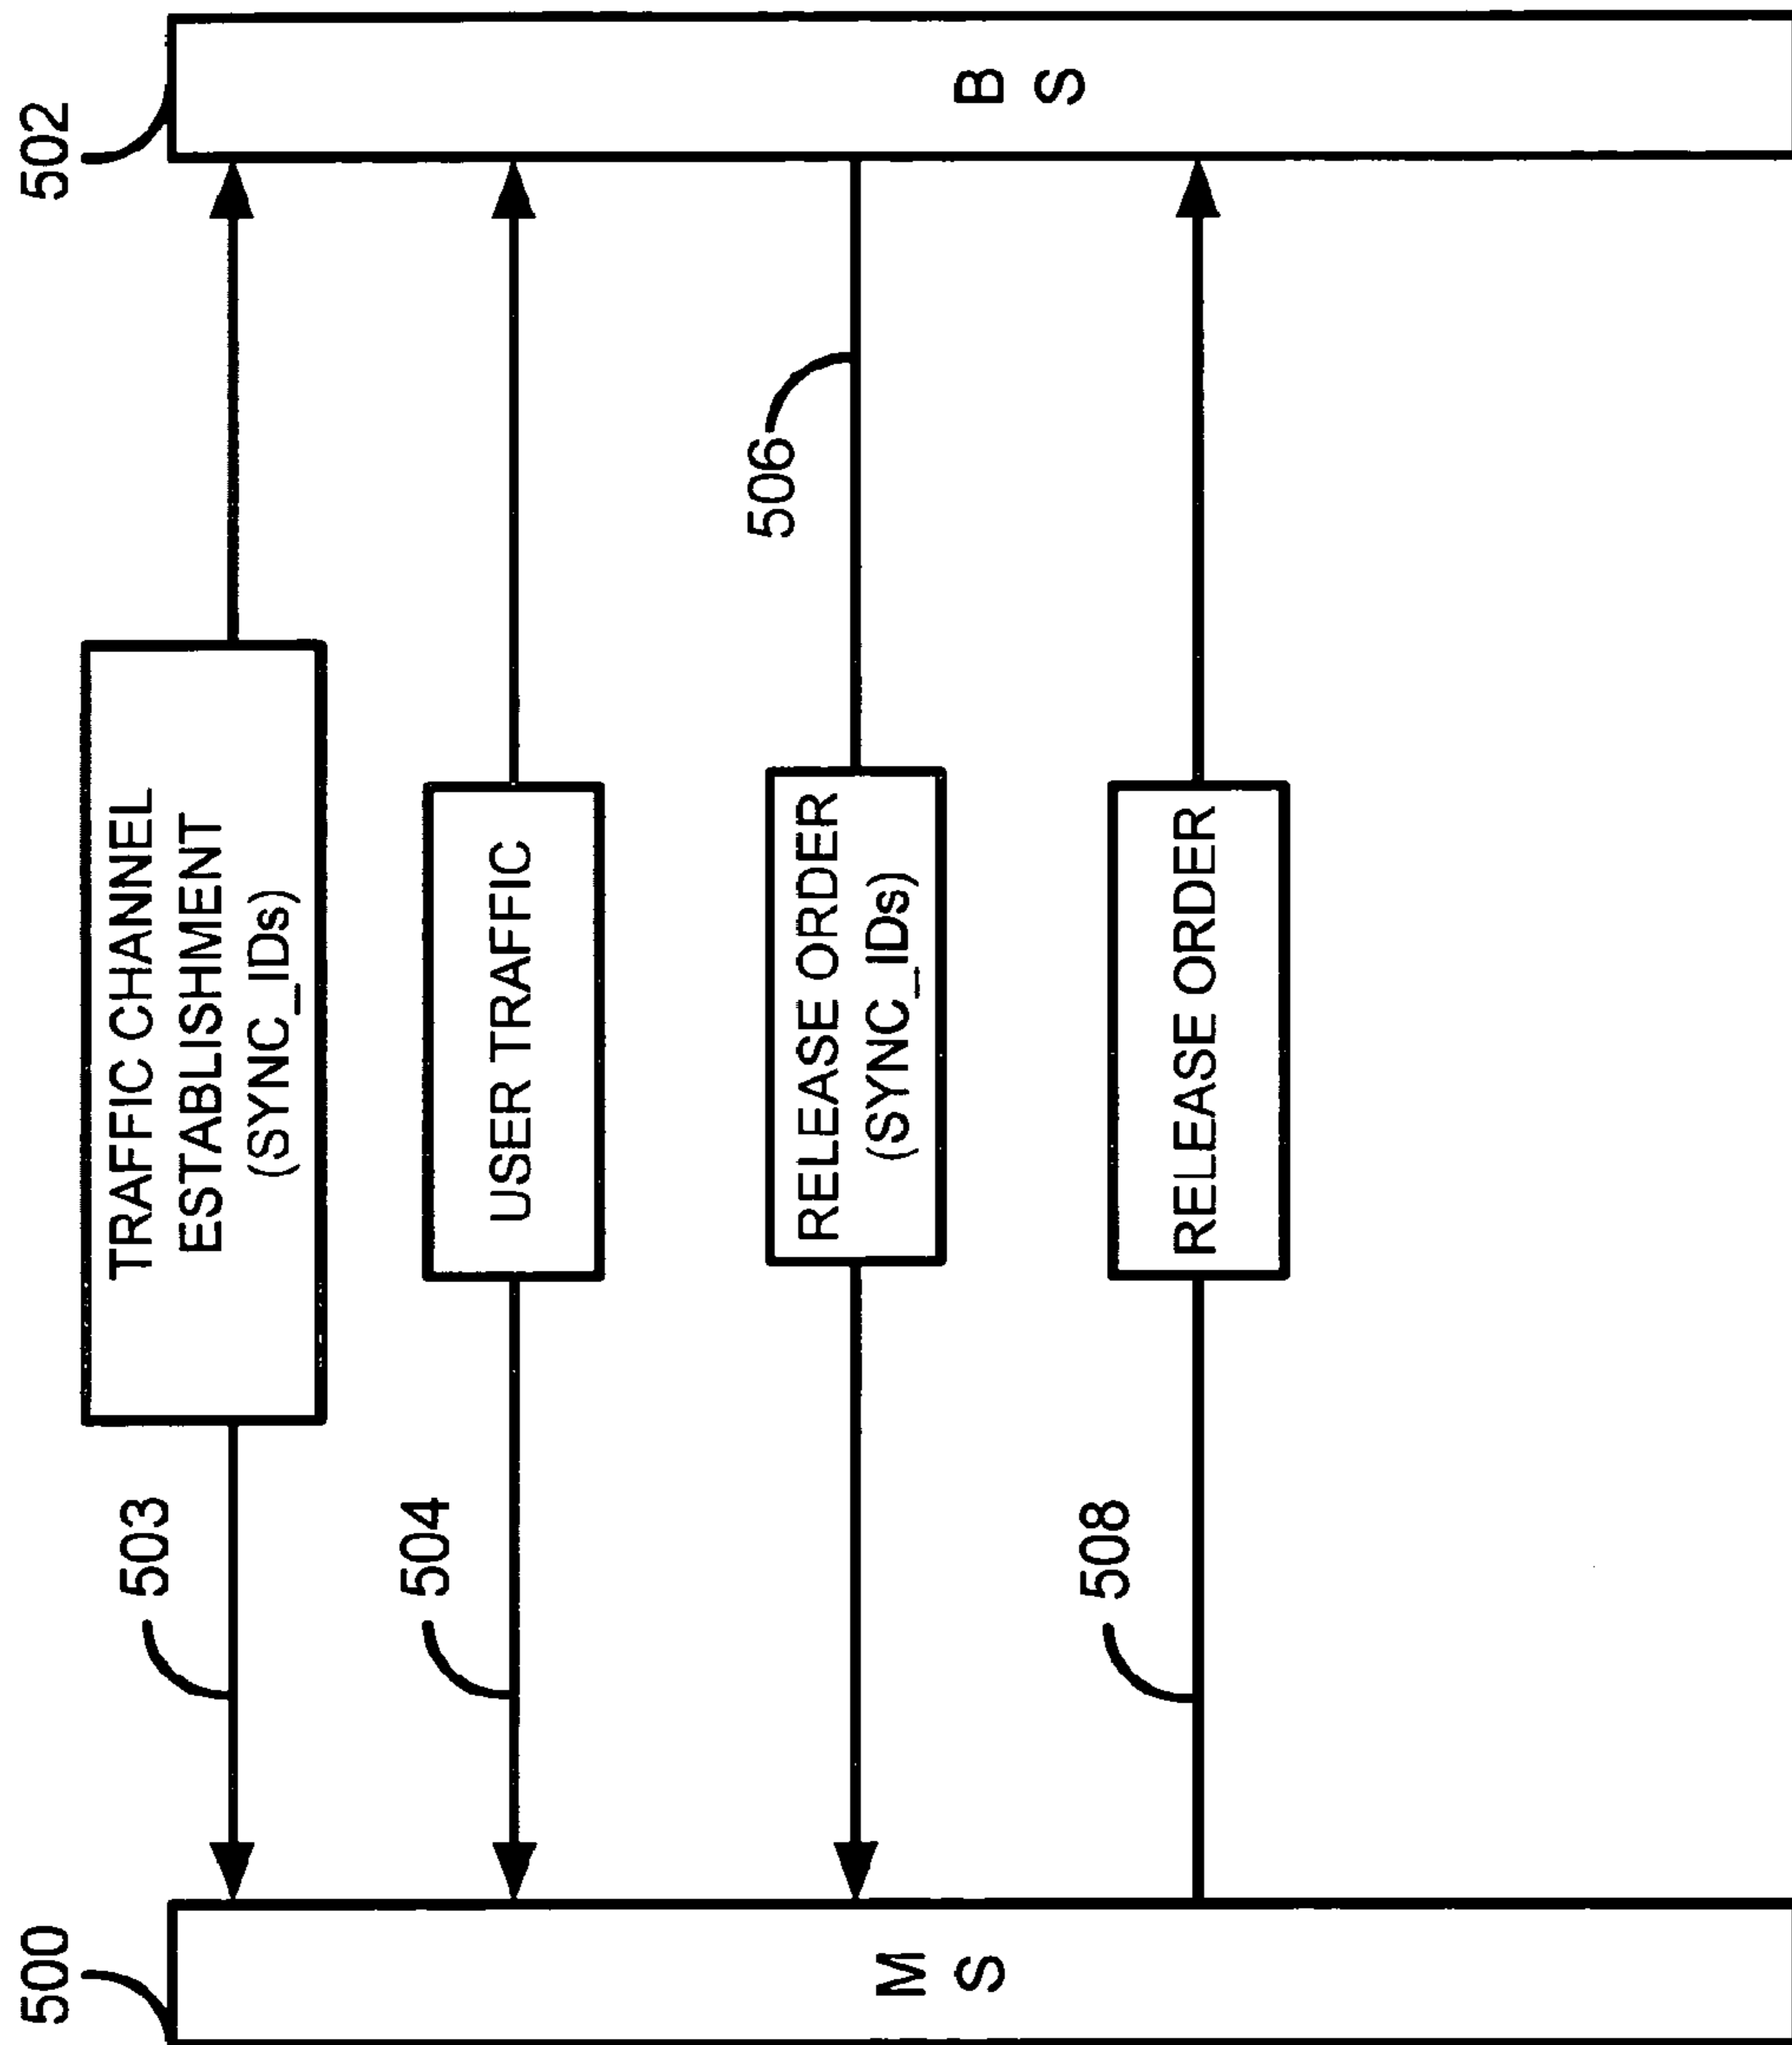 500
502
503
TRAFFIC CHANNEL
ESTABLISHMENT
(SYNC_IDs)
504
USER TRAFFIC
506
RELEASE ORDER
(SYNC_IDs)
508
RELEASE ORDER
M
S
B
S